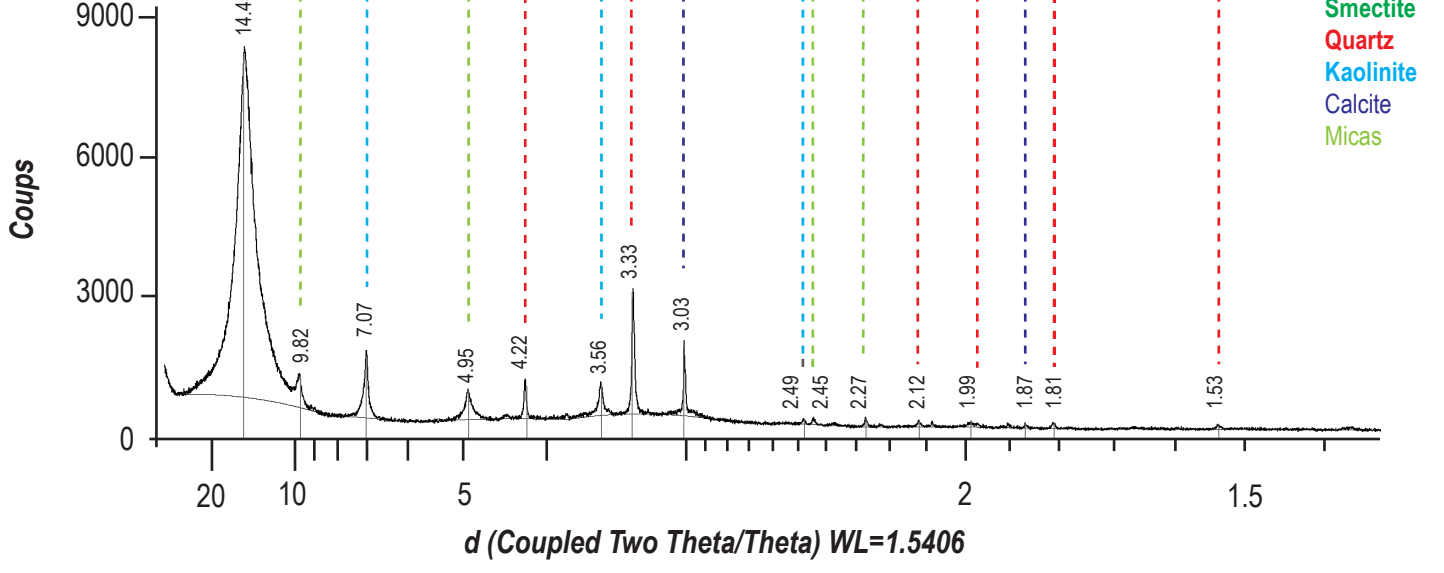 Smectite
Quartz
Kaolinite
Calcite
Micas
9000
6000
3000
0
Coups
14.4
9.82
7.07
4.95
4.22
3.56
3.33
3.03
2.49
2.45
2.27
2.12
1.99
1.87
1.81
1.53
20 10 5 2 1.5
d (Coupled Two Theta/Theta) WL=1.5406